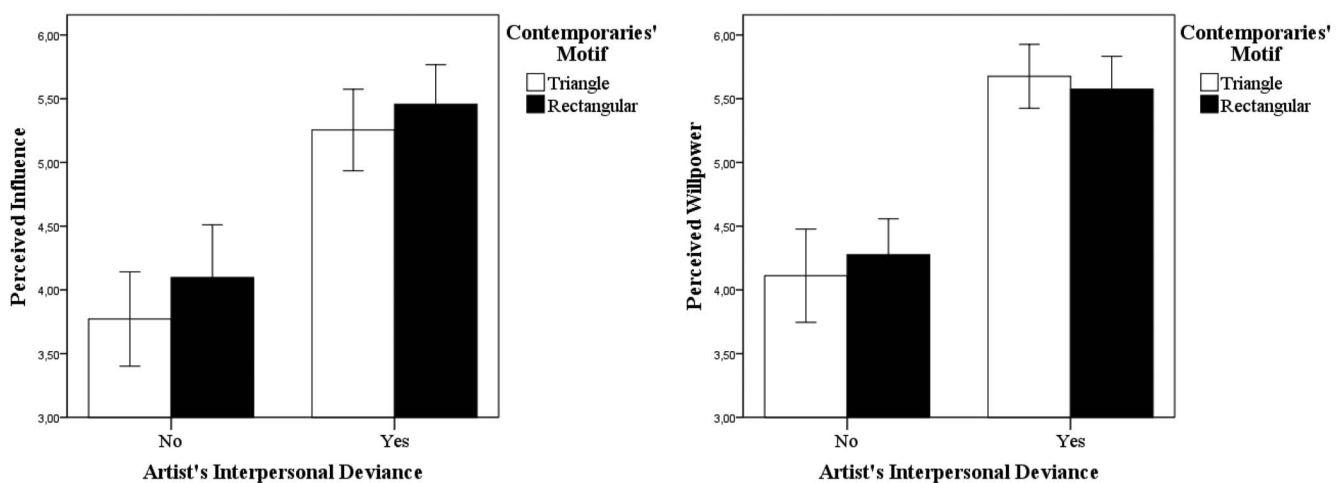 Perceived Influence
6,00
5,50
5,00
4,50
4,00
3,50
3,00
No
Yes
Artist's Interpersonal Deviance
Contemporaries'
Motif
Triangle
Rectangular
Perceived Willpower
6,00
5,50
5,00
4,50
4,00
3,50
3,00
No
Yes
Artist's Interpersonal Deviance
Contemporaries'
Motif
Triangle
Rectangular